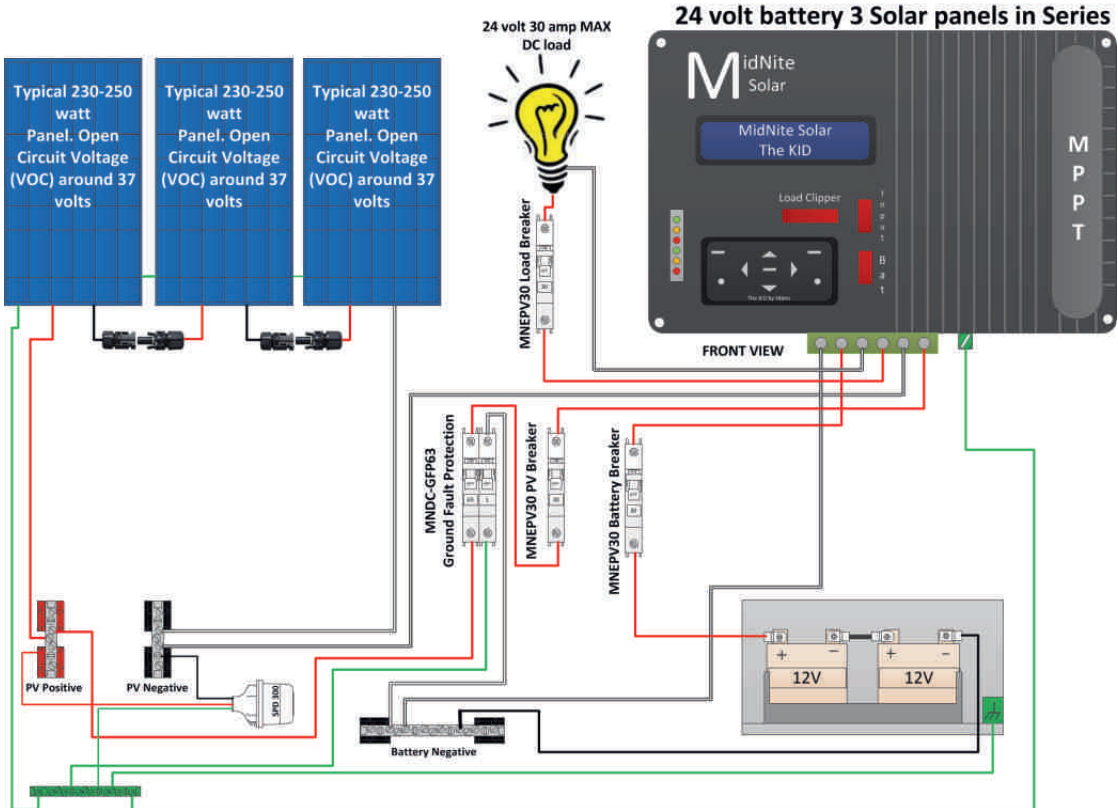 24 volt battery 3 Solar panels in Series
24 volt 30 amp MAX
DC load
Typical 230-250
watt
Panel. Open
Circuit Voltage
(VOC) around 37
volts
Typical 230-250
watt
Panel. Open
Circuit Voltage
(VOC) around 37
volts
Typical 230-250
watt
Panel. Open
Circuit Voltage
(VOC) around 37
volts
MidNite
Solar
MidNite Solar
The KID
MPPT
Load Clipper
Input
Bat
The KID by Midnite
MNEPV30 Load Breaker
FRONT VIEW
MNDC-GFP63
Ground Fault Protection
MNEPV30 PV Breaker
MNEPV30 Battery Breaker
PV Positive
PV Negative
SPD 300
Battery Negative
+ -
12V
+ -
12V